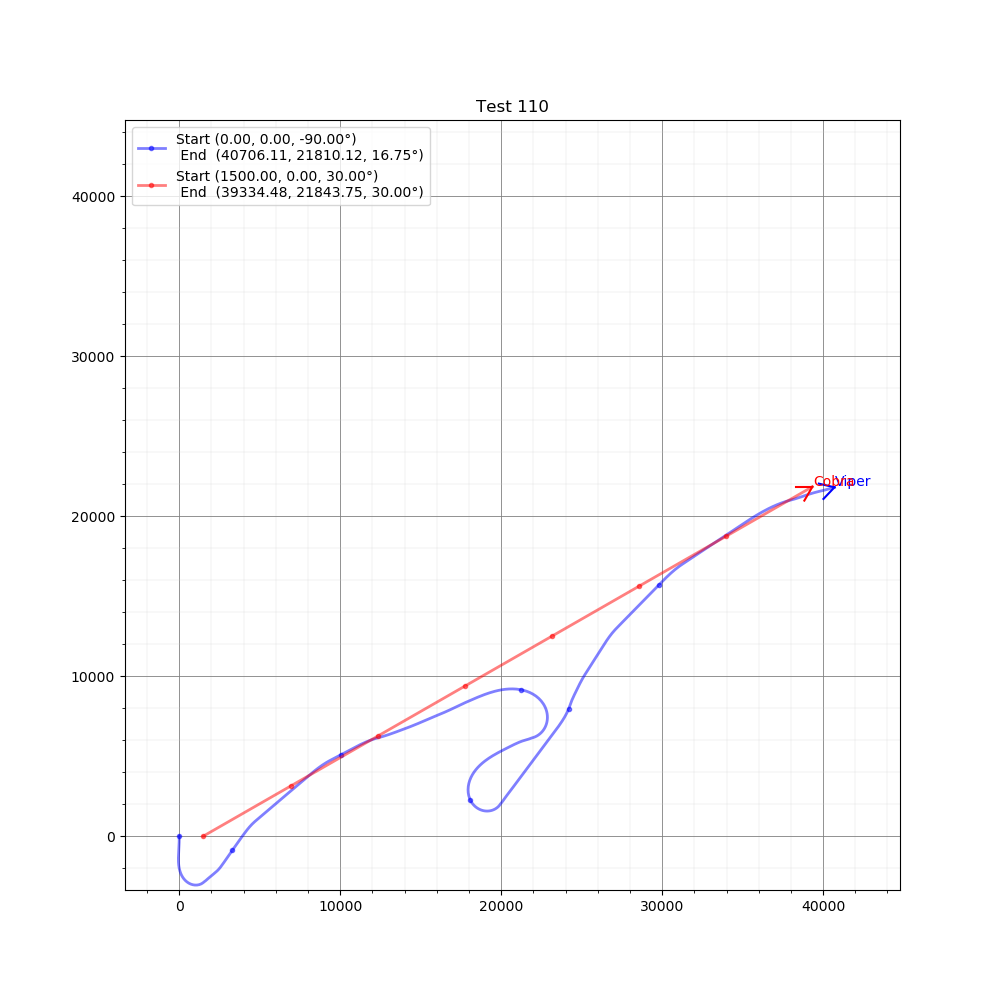 Test 110
Start (0.00, 0.00, -90.00°)
End (40706.11, 21810.12, 16.75°)
Start (1500.00, 0.00, 30.00°)
End (39334.48, 21843.75, 30.00°)
40000
30000
Cobra
Viper
20000
10000
0
0
10000
20000
30000
40000